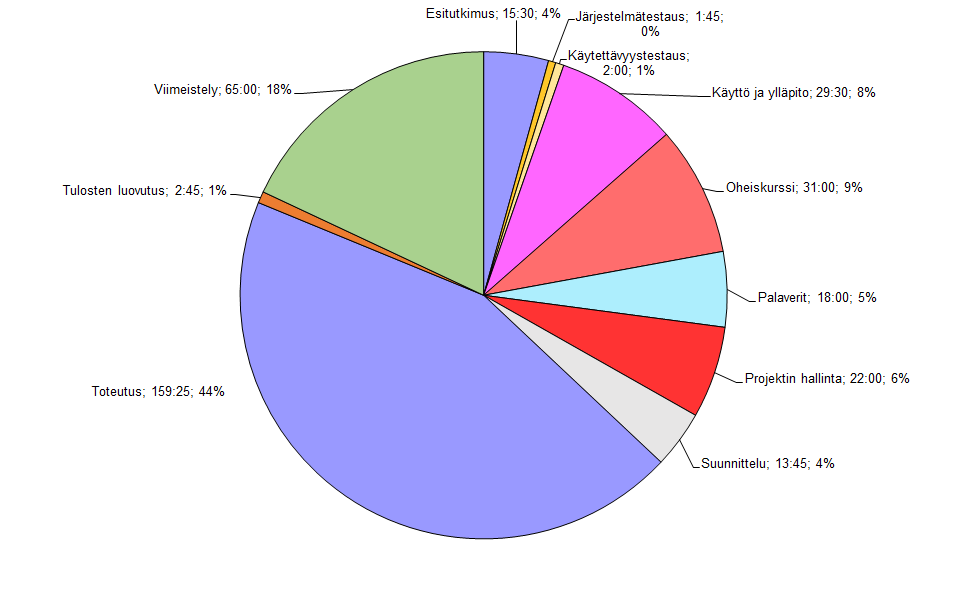 Esitutkimus; 15:30; 4%
Järjestelmätestaus; 1:45;
0%
Käytettävyystestaus;
2:00; 1%
Käyttö ja ylläpito; 29:30; 8%
Oheiskurssi; 31:00; 9%
Palaverit; 18:00; 5%
Projektin hallinta; 22:00; 6%
Suunnittelu; 13:45; 4%
Toteutus; 159:25; 44%
Tulosten luovutus; 2:45; 1%
Viimeistely; 65:00; 18%